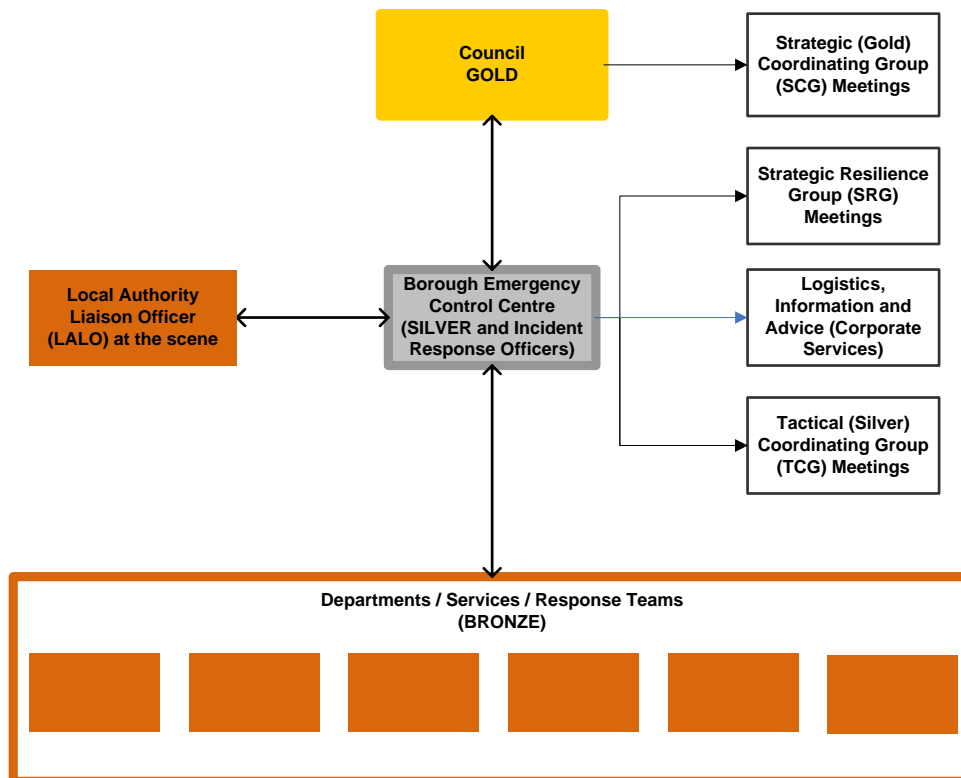 Council
GOLD
Strategic (Gold)
Coordinating Group
(SCG) Meetings
Strategic Resilience
Group (SRG)
Meetings
Local Authority
Liaison Officer
(LALO) at the scene
Borough Emergency
Control Centre
(SILVER and Incident
Response Officers)
Logistics,
Information and
Advice (Corporate
Services)
Tactical (Silver)
Coordinating Group
(TCG) Meetings
Departments / Services / Response Teams
(BRONZE)